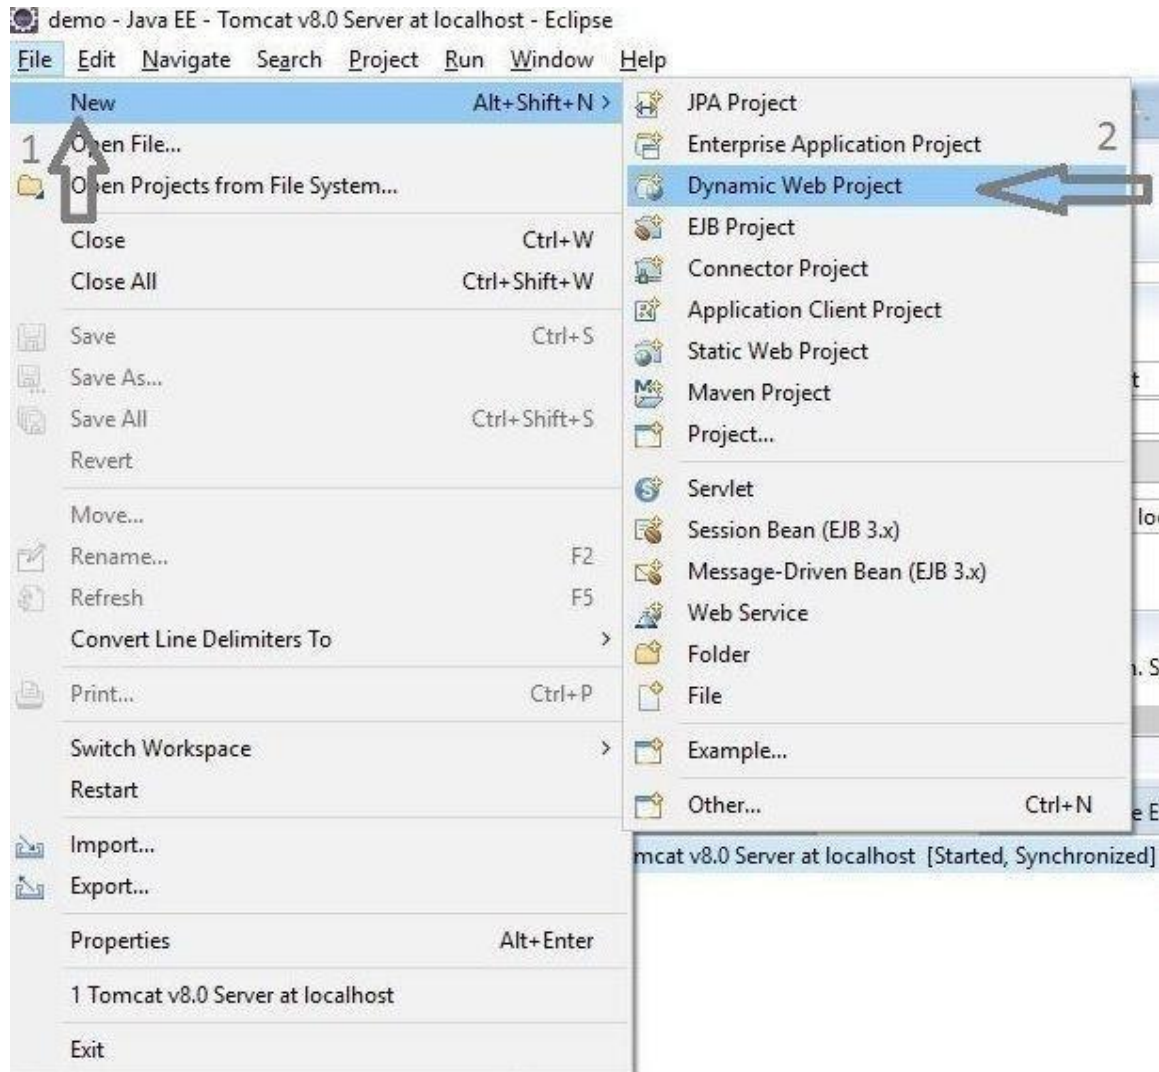 demo - Java EE - Tomcat v8.0 Server at localhost - Eclipse
File Edit Navigate Search Project Run Window Help
New Alt+Shift+N >
1
Open File...
Open Projects from File System...
Close Ctrl+W
Close All Ctrl+Shift+W
Save Ctrl+S
Save As...
Save All Ctrl+Shift+S
Revert
Move...
Rename... F2
Refresh F5
Convert Line Delimiters To >
Print... Ctrl+P
Switch Workspace >
Restart
Import...
Export...
Properties Alt+Enter
1 Tomcat v8.0 Server at localhost
Exit
JPA Project
Enterprise Application Project
2
Dynamic Web Project
EJB Project
Connector Project
Application Client Project
Static Web Project
Maven Project
Project...
Servlet
Session Bean (EJB 3.x)
Message-Driven Bean (EJB 3.x)
Web Service
Folder
File
Example...
Other... Ctrl+N
mcat v8.0 Server at localhost [Started, Synchronized]